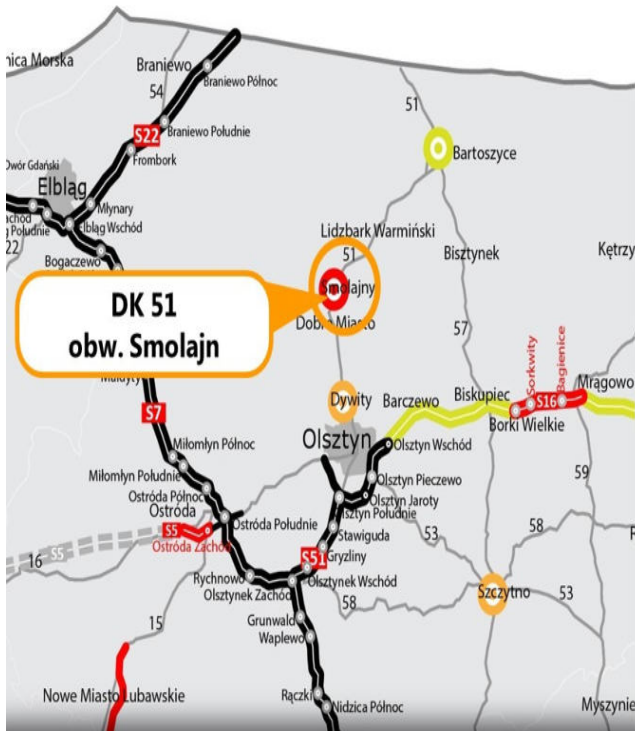 nica Morska
Braniewo
Braniewo Północ
54
51
S22
Braniewo Południe
Frombork
Bartoszyce
Dwór Gdański
Elbląg
Młynary
Elbląg Wschód
22
Bogaczewo
Lidzbark Warmiński
51
Bisztynek
Kętrzy
Smolajny
DK 51
obw. Smolajn
Dobre Miasto
57
Sorkwity
Bagienice
Mrągowo
S16
Borki Wielkie
Biskupiec
Barczewo
Dywity
S7
Olsztyn
Olsztyn Wschód
Miłomłyn Północ
Miłomłyn Południe
Olsztyn Pieczewo
59
Ostróda Północ
Olsztyn Jaroty
Ostróda
Ostróda Południe
S5
S5
Ostróda Zachód
Stawiguda
53
58
16
S51
Gryźliny
Rychnowo
Olsztynek Wschód
Olsztynek Zachód
58
Szczytno
53
Grunwald
15
Waplewo
Rączki
Nowe Miasto Lubawskie
Nidzica Północ
Myszynie